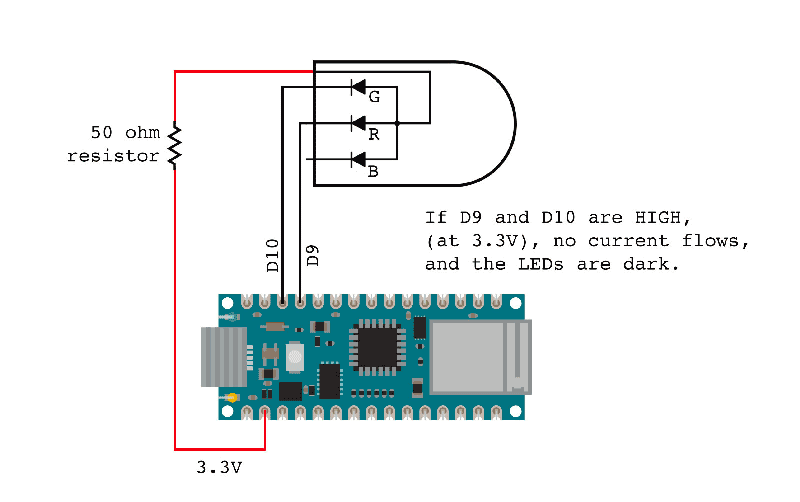 G
R
B
50 ohm
resistor
If D9 and D10 are HIGH,
(at 3.3V), no current flows,
and the LEDs are dark.
D10
D9
3.3V